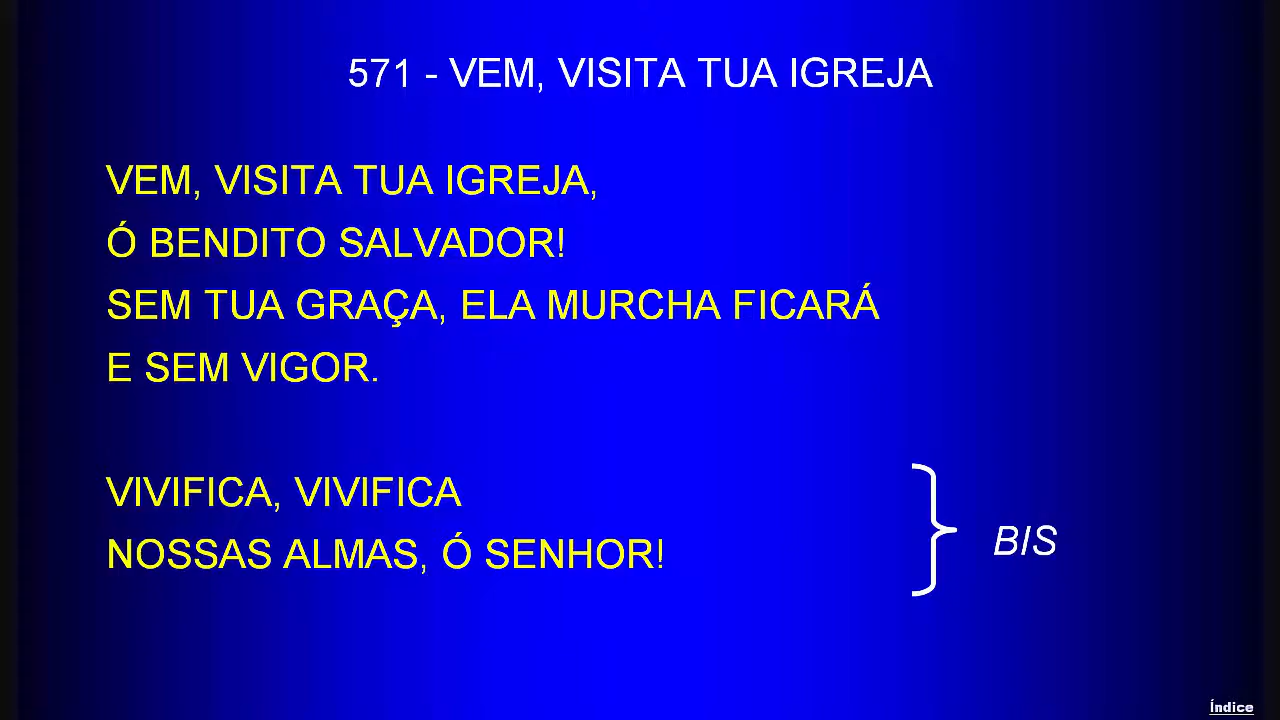 571 - VEM, VISITA TUA IGREJA
VEM, VISITA TUA IGREJA,
Ó BENDITO SALVADOR!
SEM TUA GRAÇA, ELA MURCHA FICARÁ
E SEM VIGOR.
VIVIFICA, VIVIFICA
NOSSAS ALMAS, Ó SENHOR!
BIS
Índice